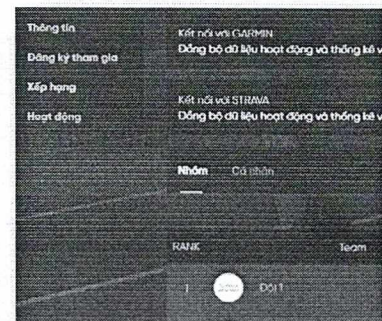 Thông tin
Đăng ký tham gia
Xếp hạng
Hoạt động
Kết nối với GARMIN
Đồng bộ dữ liệu hoạt động và thống kê v
Kết nối với STRAVA
Đồng bộ dữ liệu hoạt động và thống kê v
Nhóm Cá nhân
RANK Team
1 Đội 1